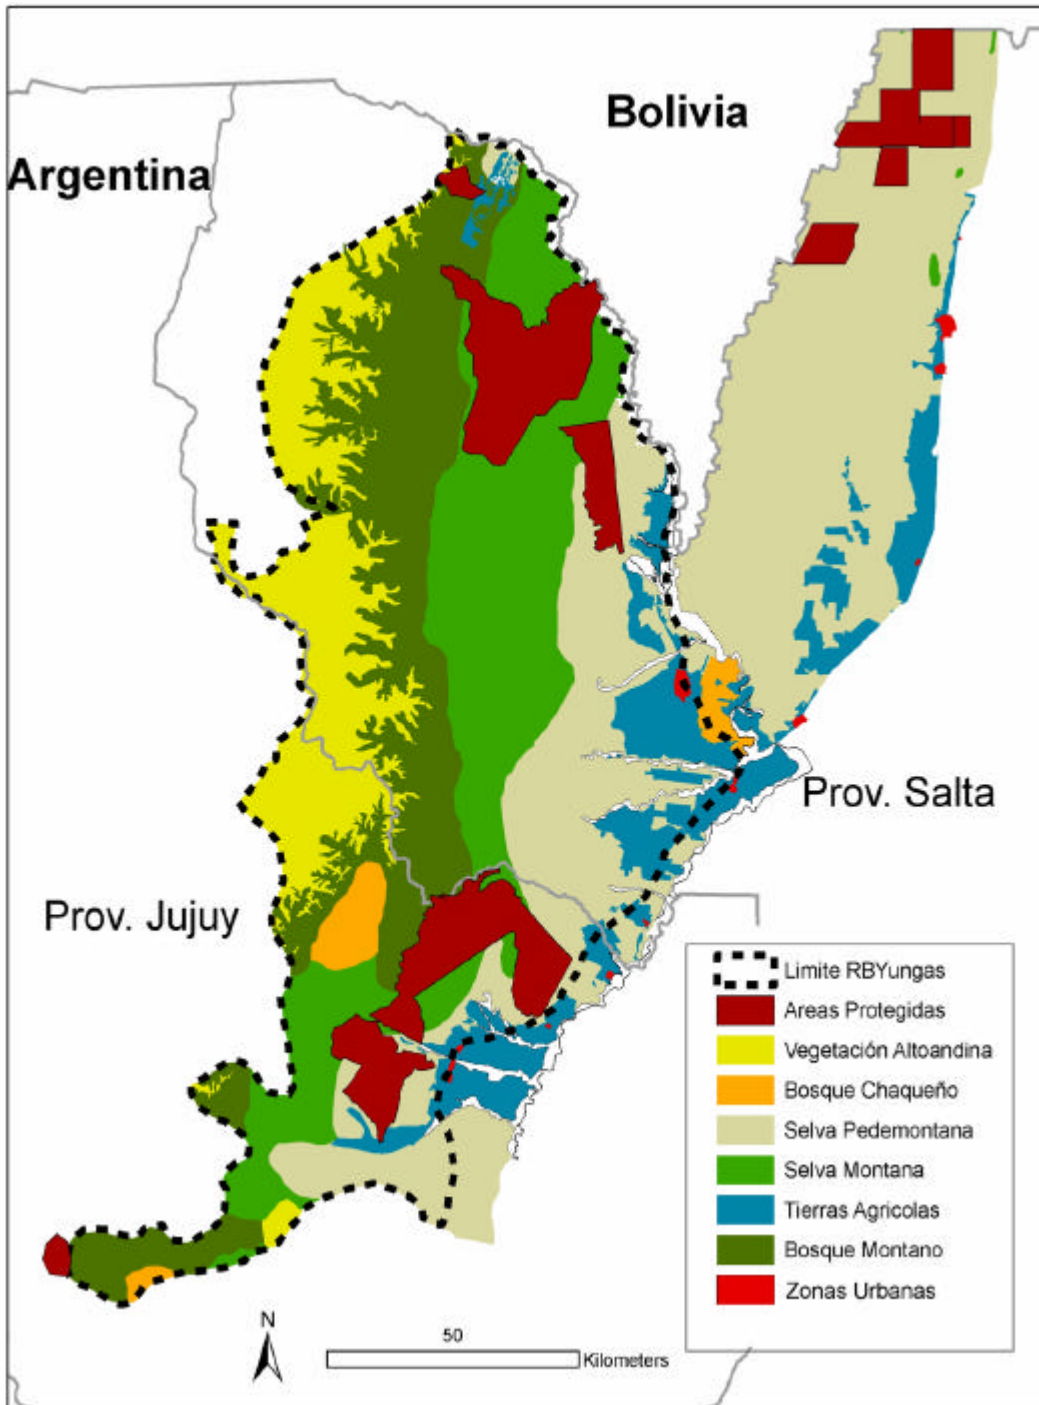 Bolivia
Argentina
Prov. Salta
Prov. Jujuy
Limite RBYungas
Areas Protegidas
Vegetación Altoandina
Bosque Chaqueño
Selva Pedemontana
Selva Montana
Tierras Agricolas
Bosque Montano
Zonas Urbanas
N
50
Kilometers